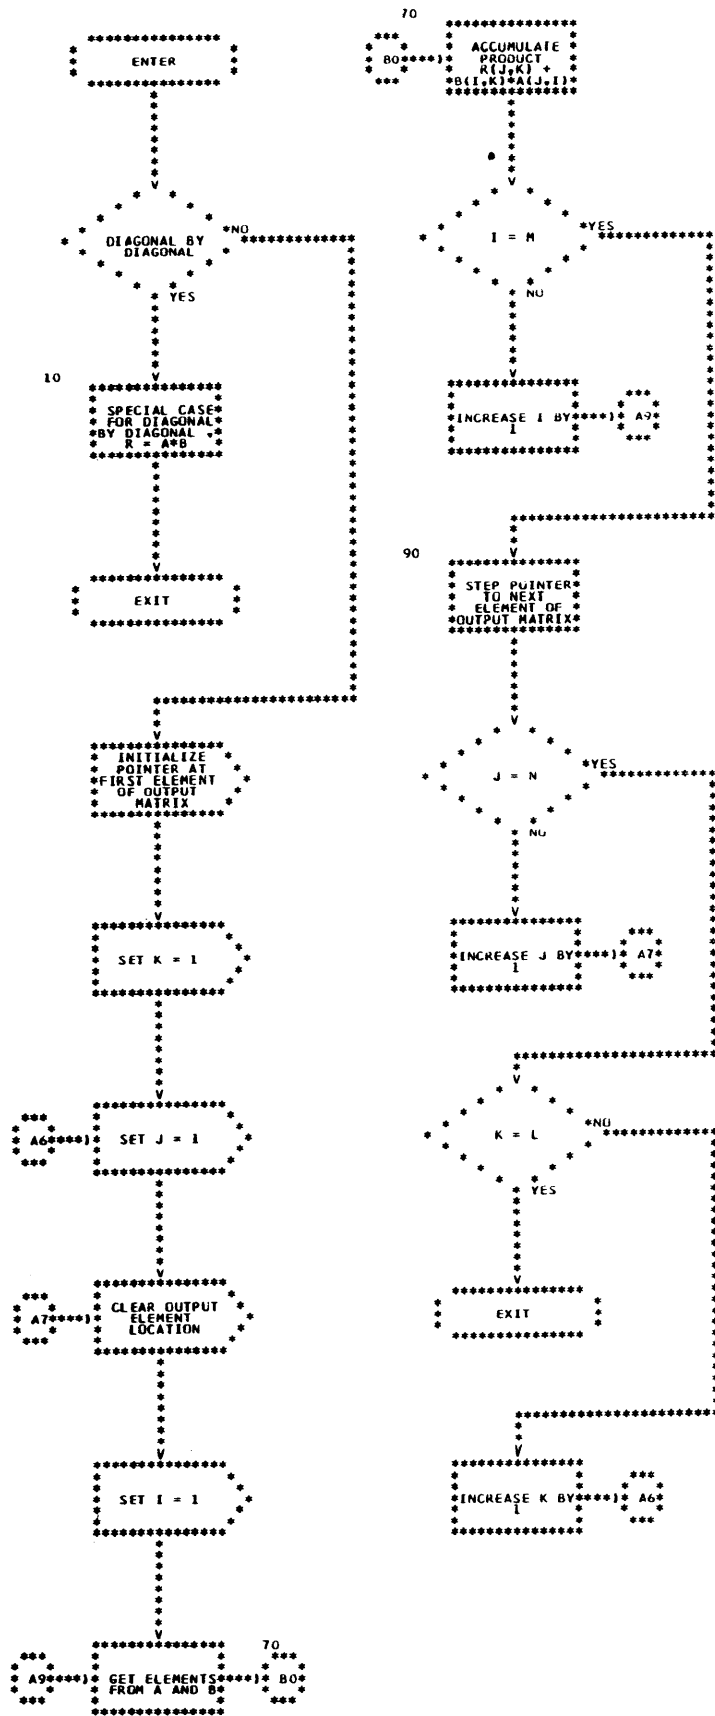 ENTER
DIAGONAL BY
DIAGONAL
*NO
YES
10
SPECIAL CASE
FOR DIAGONAL
BY DIAGONAL .
R = A*B
EXIT
INITIALIZE
POINTER AT
FIRST ELEMENT
OF OUTPUT
MATRIX
SET K = 1
A6
SET J = 1
A7
CLEAR OUTPUT
ELEMENT
LOCATION
SET I = 1
A9
GET ELEMENTS
FROM A AND B
70
B0
70
B0
ACCUMULATE
PRODUCT
R(J,K) +
B(I,K)*A(J,I)
I = M
*YES
NO
INCREASE I BY
1
A9
90
STEP POINTER
TO NEXT
ELEMENT OF
OUTPUT MATRIX
J = N
*YES
NO
INCREASE J BY
1
A7
K = L
*NO
YES
EXIT
INCREASE K BY
1
A6